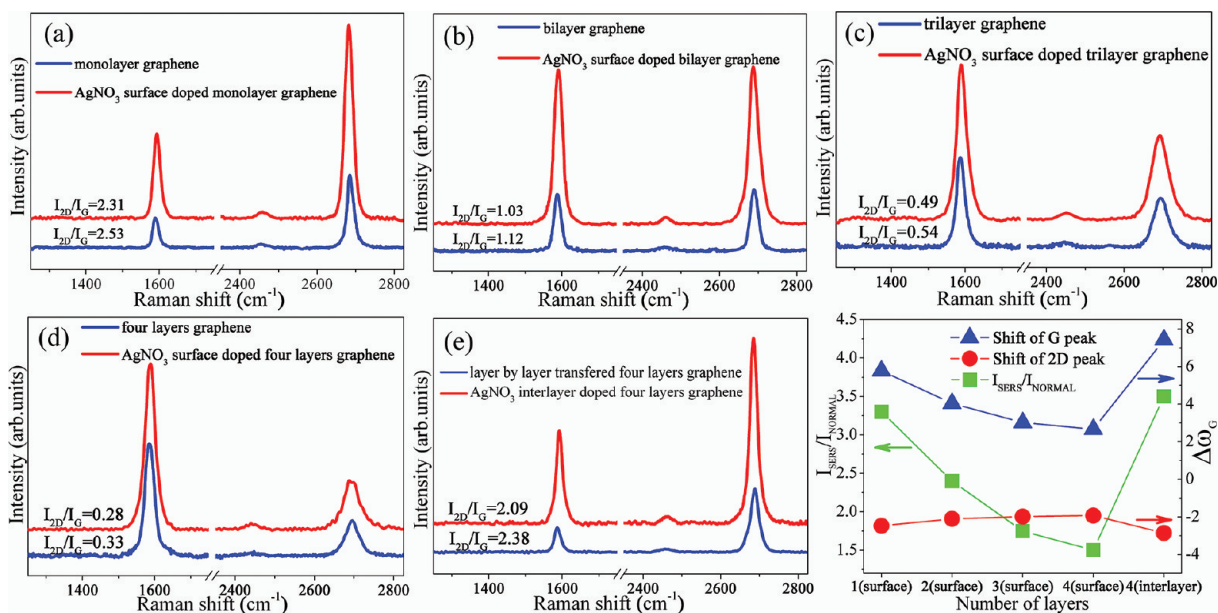 (a)
monolayer graphene
AgNO3 surface doped monolayer graphene
I2D/IG=2.31
I2D/IG=2.53
Intensity (arb.units)
1400 1600 2400 2600 2800
Raman shift (cm-1)
(b)
bilayer graphene
AgNO3 surface doped bilayer graphene
I2D/IG=1.03
I2D/IG=1.12
Intensity (arb.units)
1400 1600 2400 2600 2800
Raman shift (cm-1)
(c)
trilayer graphene
AgNO3 surface doped trilayer graphene
I2D/IG=0.49
I2D/IG=0.54
Intensity (arb.units)
1400 1600 2400 2600 2800
Raman shift (cm-1)
(d)
four layers graphene
AgNO3 surface doped four layers graphene
I2D/IG=0.28
I2D/IG=0.33
Intensity (arb.units)
1400 1600 2400 2600 2800
Raman shift (cm-1)
(e)
layer by layer transfered four layers graphene
AgNO3 interlayer doped four layers graphene
I2D/IG=2.09
I2D/IG=2.38
Intensity (arb.units)
1400 1600 2400 2600 2800
Raman shift (cm-1)
Shift of G peak
Shift of 2D peak
ISERS/INORMAL
ISERS/INORMAL
4.5
4.0
3.5
3.0
2.5
2.0
1.5
8
6
4
2
0
-2
-4
ΔωG
1(surface) 2(surface) 3(surface) 4(surface) 4(interlayer)
Number of layers